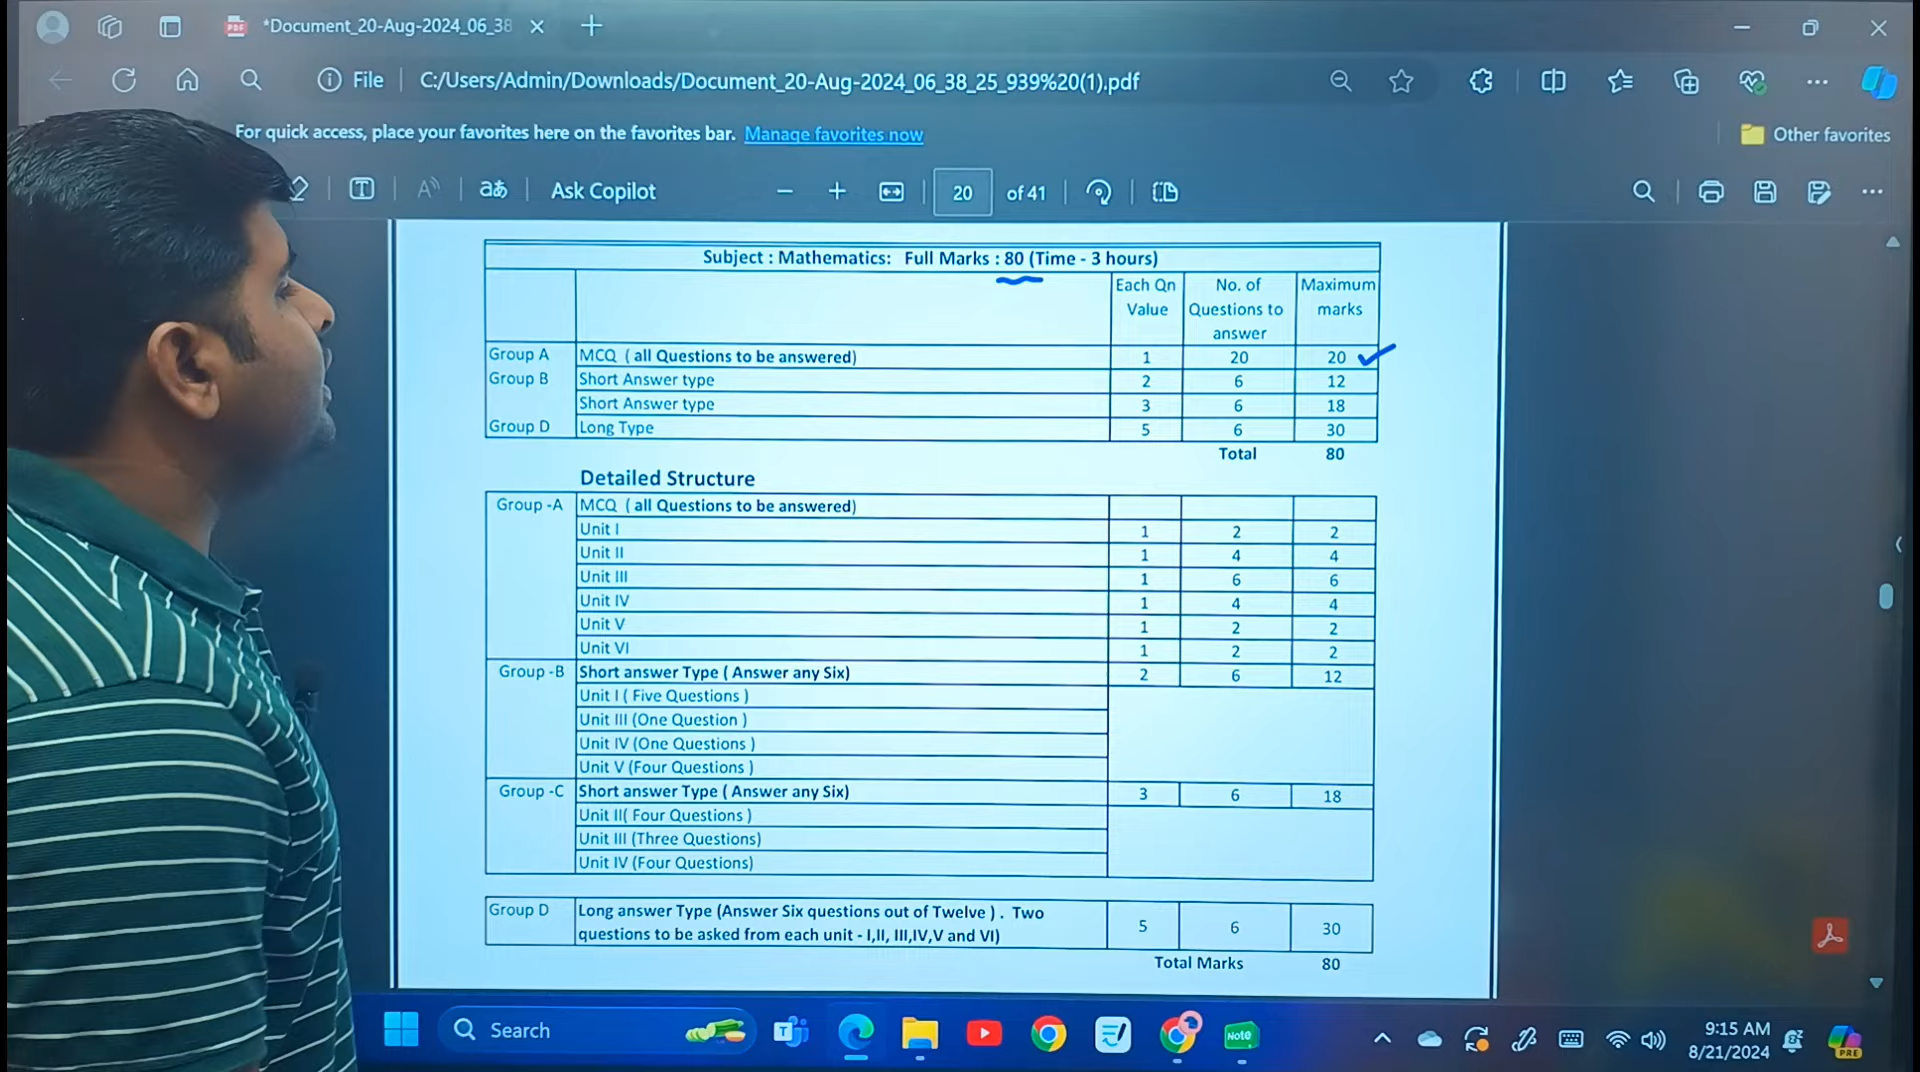 *Document_20-Aug-2024_06_38
File
C:/Users/Admin/Downloads/Document_20-Aug-2024_06_38_25_939%20(1).pdf
For quick access, place your favorites here on the favorites bar. Manage favorites now
Other favorites
Ask Copilot
20 of 41
Subject : Mathematics: Full Marks : 80 (Time - 3 hours)
Each Qn Value No. of Questions to answer Maximum marks
Group A MCQ ( all Questions to be answered) 1 20 20
Group B Short Answer type 2 6 12
Short Answer type 3 6 18
Group D Long Type 5 6 30
Total 80
Detailed Structure
Group -A MCQ ( all Questions to be answered)
Unit I 1 2 2
Unit II 1 4 4
Unit III 1 6 6
Unit IV 1 4 4
Unit V 1 2 2
Unit VI 1 2 2
Group -B Short answer Type ( Answer any Six) 2 6 12
Unit I ( Five Questions )
Unit III (One Question )
Unit IV (One Questions )
Unit V (Four Questions )
Group -C Short answer Type ( Answer any Six) 3 6 18
Unit II( Four Questions )
Unit III (Three Questions)
Unit IV (Four Questions)
Group D Long answer Type (Answer Six questions out of Twelve ) . Two
questions to be asked from each unit - I,II, III,IV,V and VI) 5 6 30
Total Marks 80
Search
Note
9:15 AM
8/21/2024
PRE